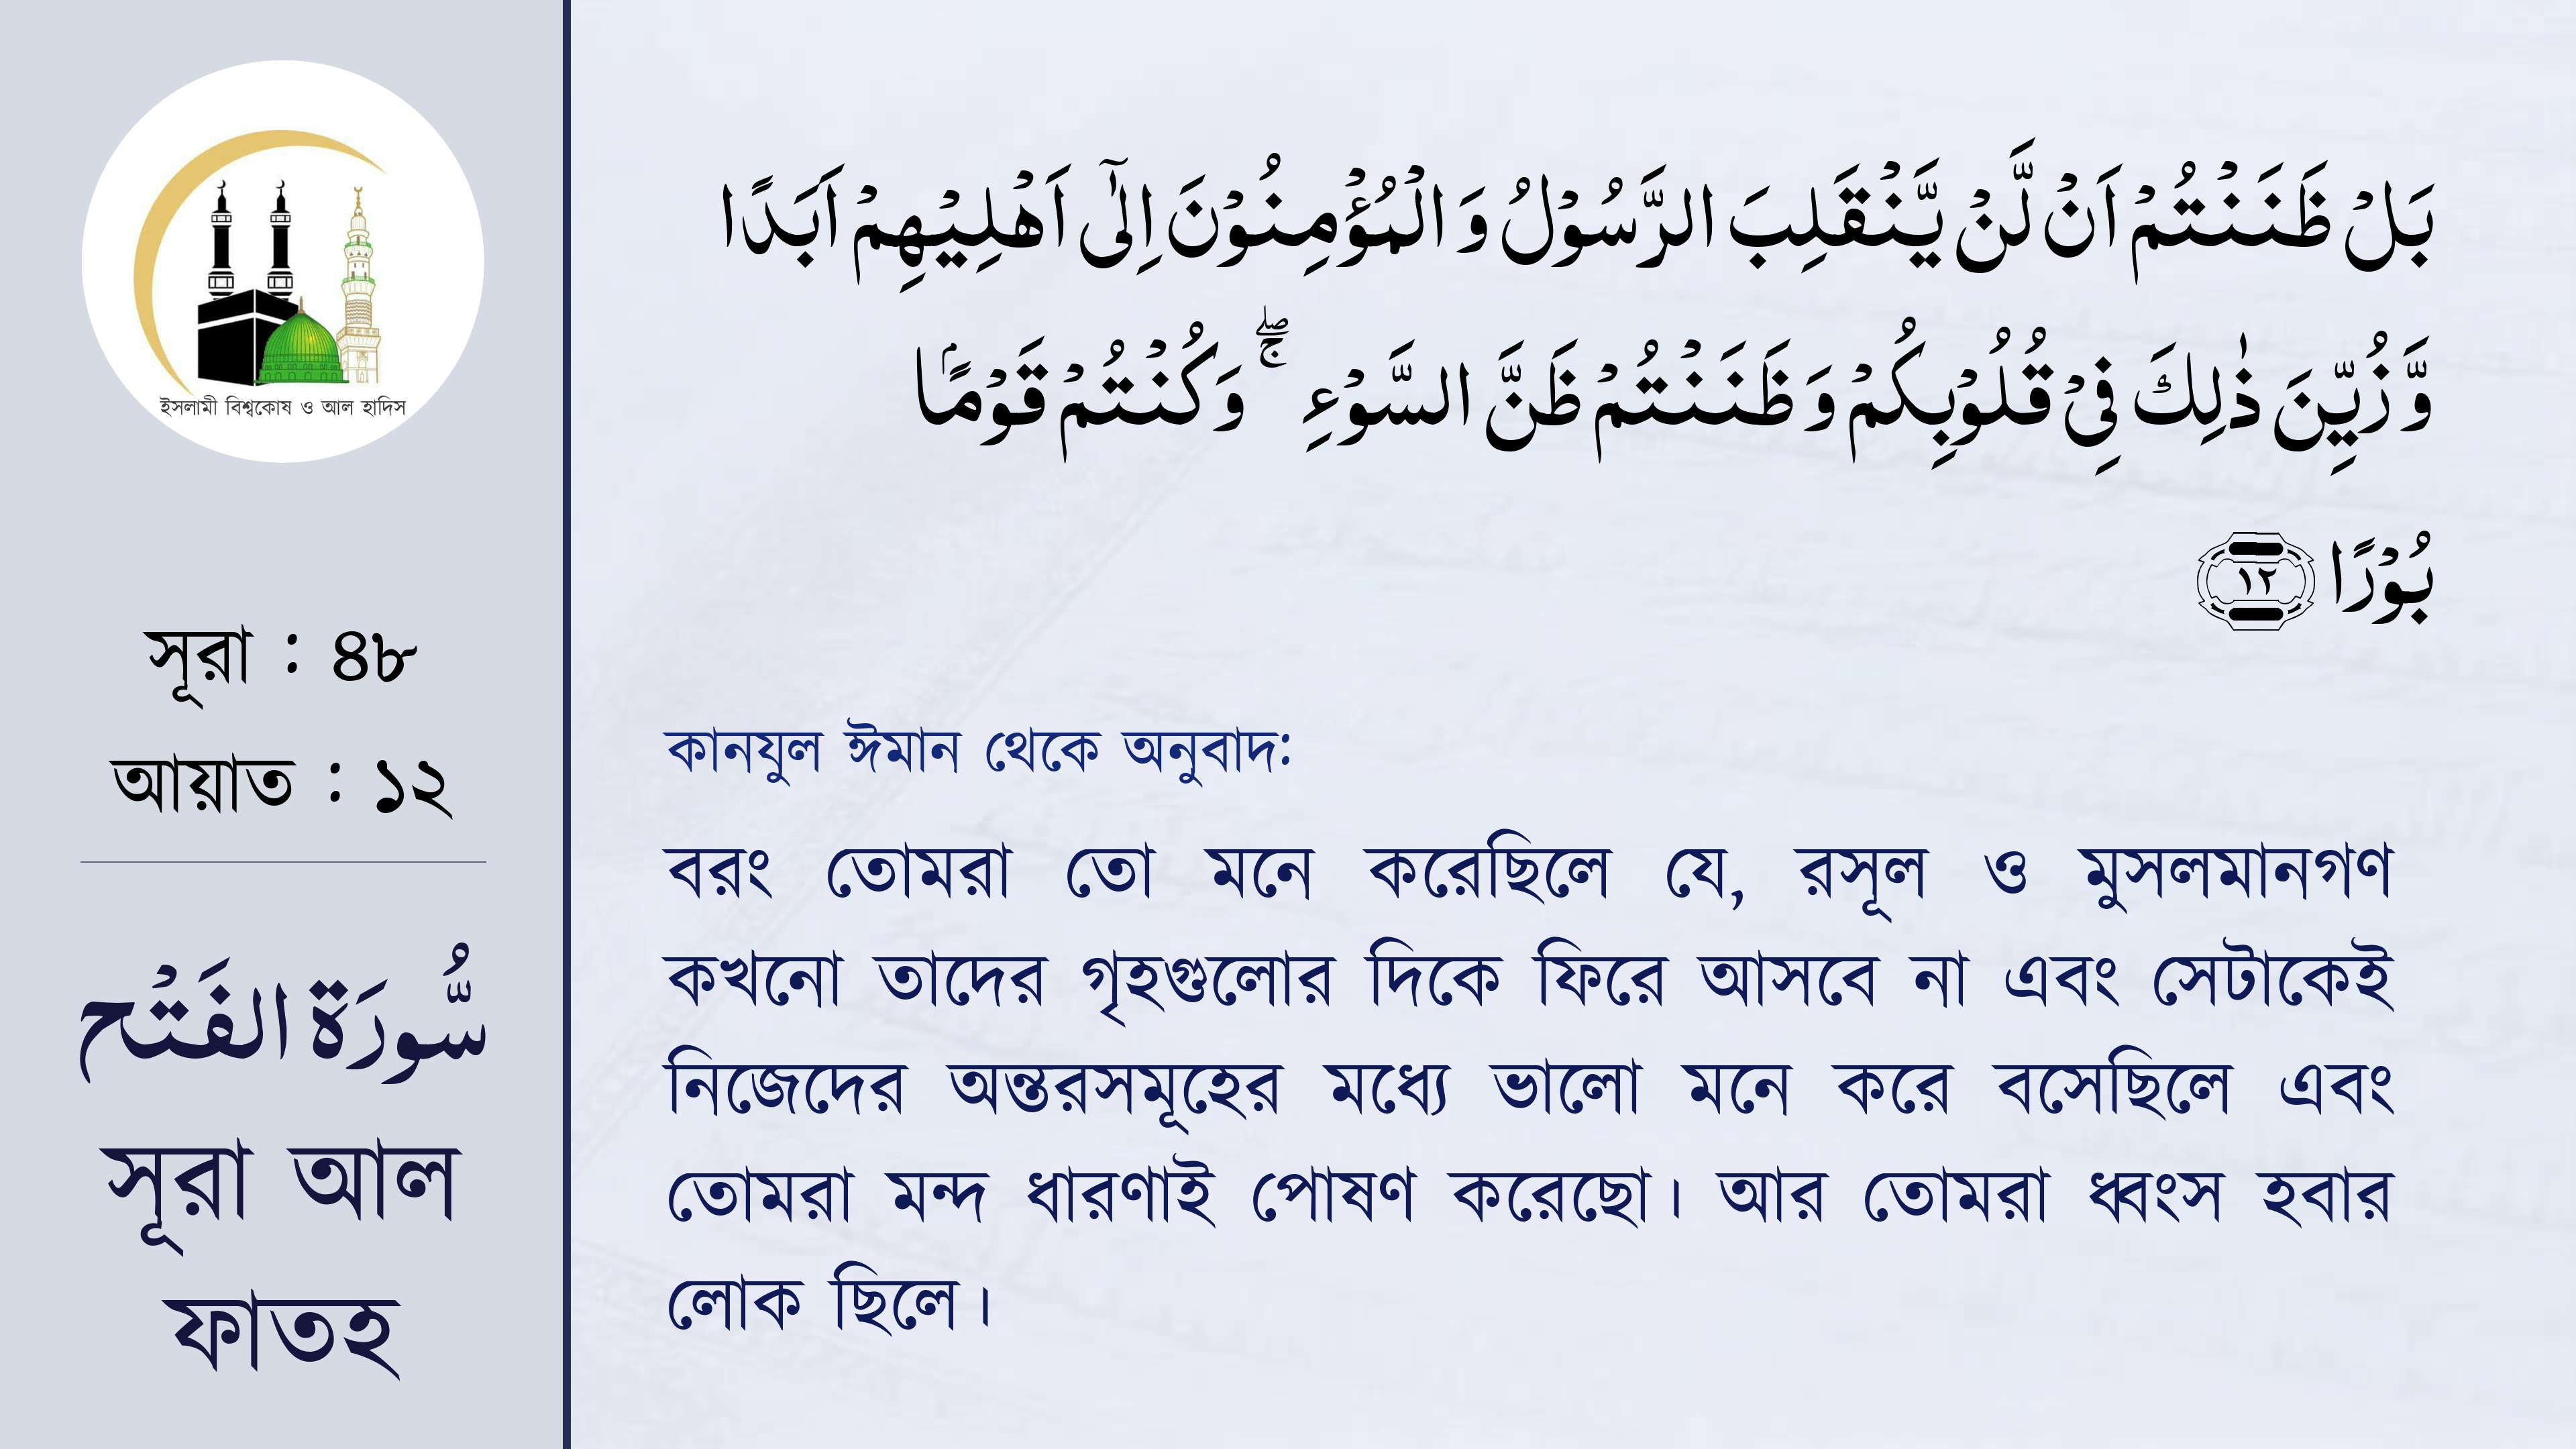 ইসলামী বিশ্বকোষ ও আল হাদিস
সূরা : ৪৮
আয়াত : ১২
سُّورَة الفَتْح
সূরা আল
ফাতহ
بَلْ ظَنَنْتُمْ اَنْ لَّنْ يَّنْقَلِبَ الرَّسُوْلُ وَ الْمُؤْمِنُوْنَ اِلٰٓى اَهْلِيْهِمْ اَبَدًا
وَّ زُيِّنَ ذٰلِكَ فِيْ قُلُوْبِكُمْ وَ ظَنَنْتُمْ ظَنَّ السَّوْءِ ۚۖ وَ كُنْتُمْ قَوْمًۢا
بُوْرًا ١٢
কানযুল ঈমান থেকে অনুবাদ:
বরং তোমরা তো মনে করেছিলে যে, রসূল ও মুসলমানগণ
কখনো তাদের গৃহগুলোর দিকে ফিরে আসবে না এবং সেটাকেই
নিজেদের অন্তরসমূহের মধ্যে ভালো মনে করে বসেছিলে এবং
তোমরা মন্দ ধারণাই পোষণ করেছো। আর তোমরা ধ্বংস হবার
লোক ছিলে।